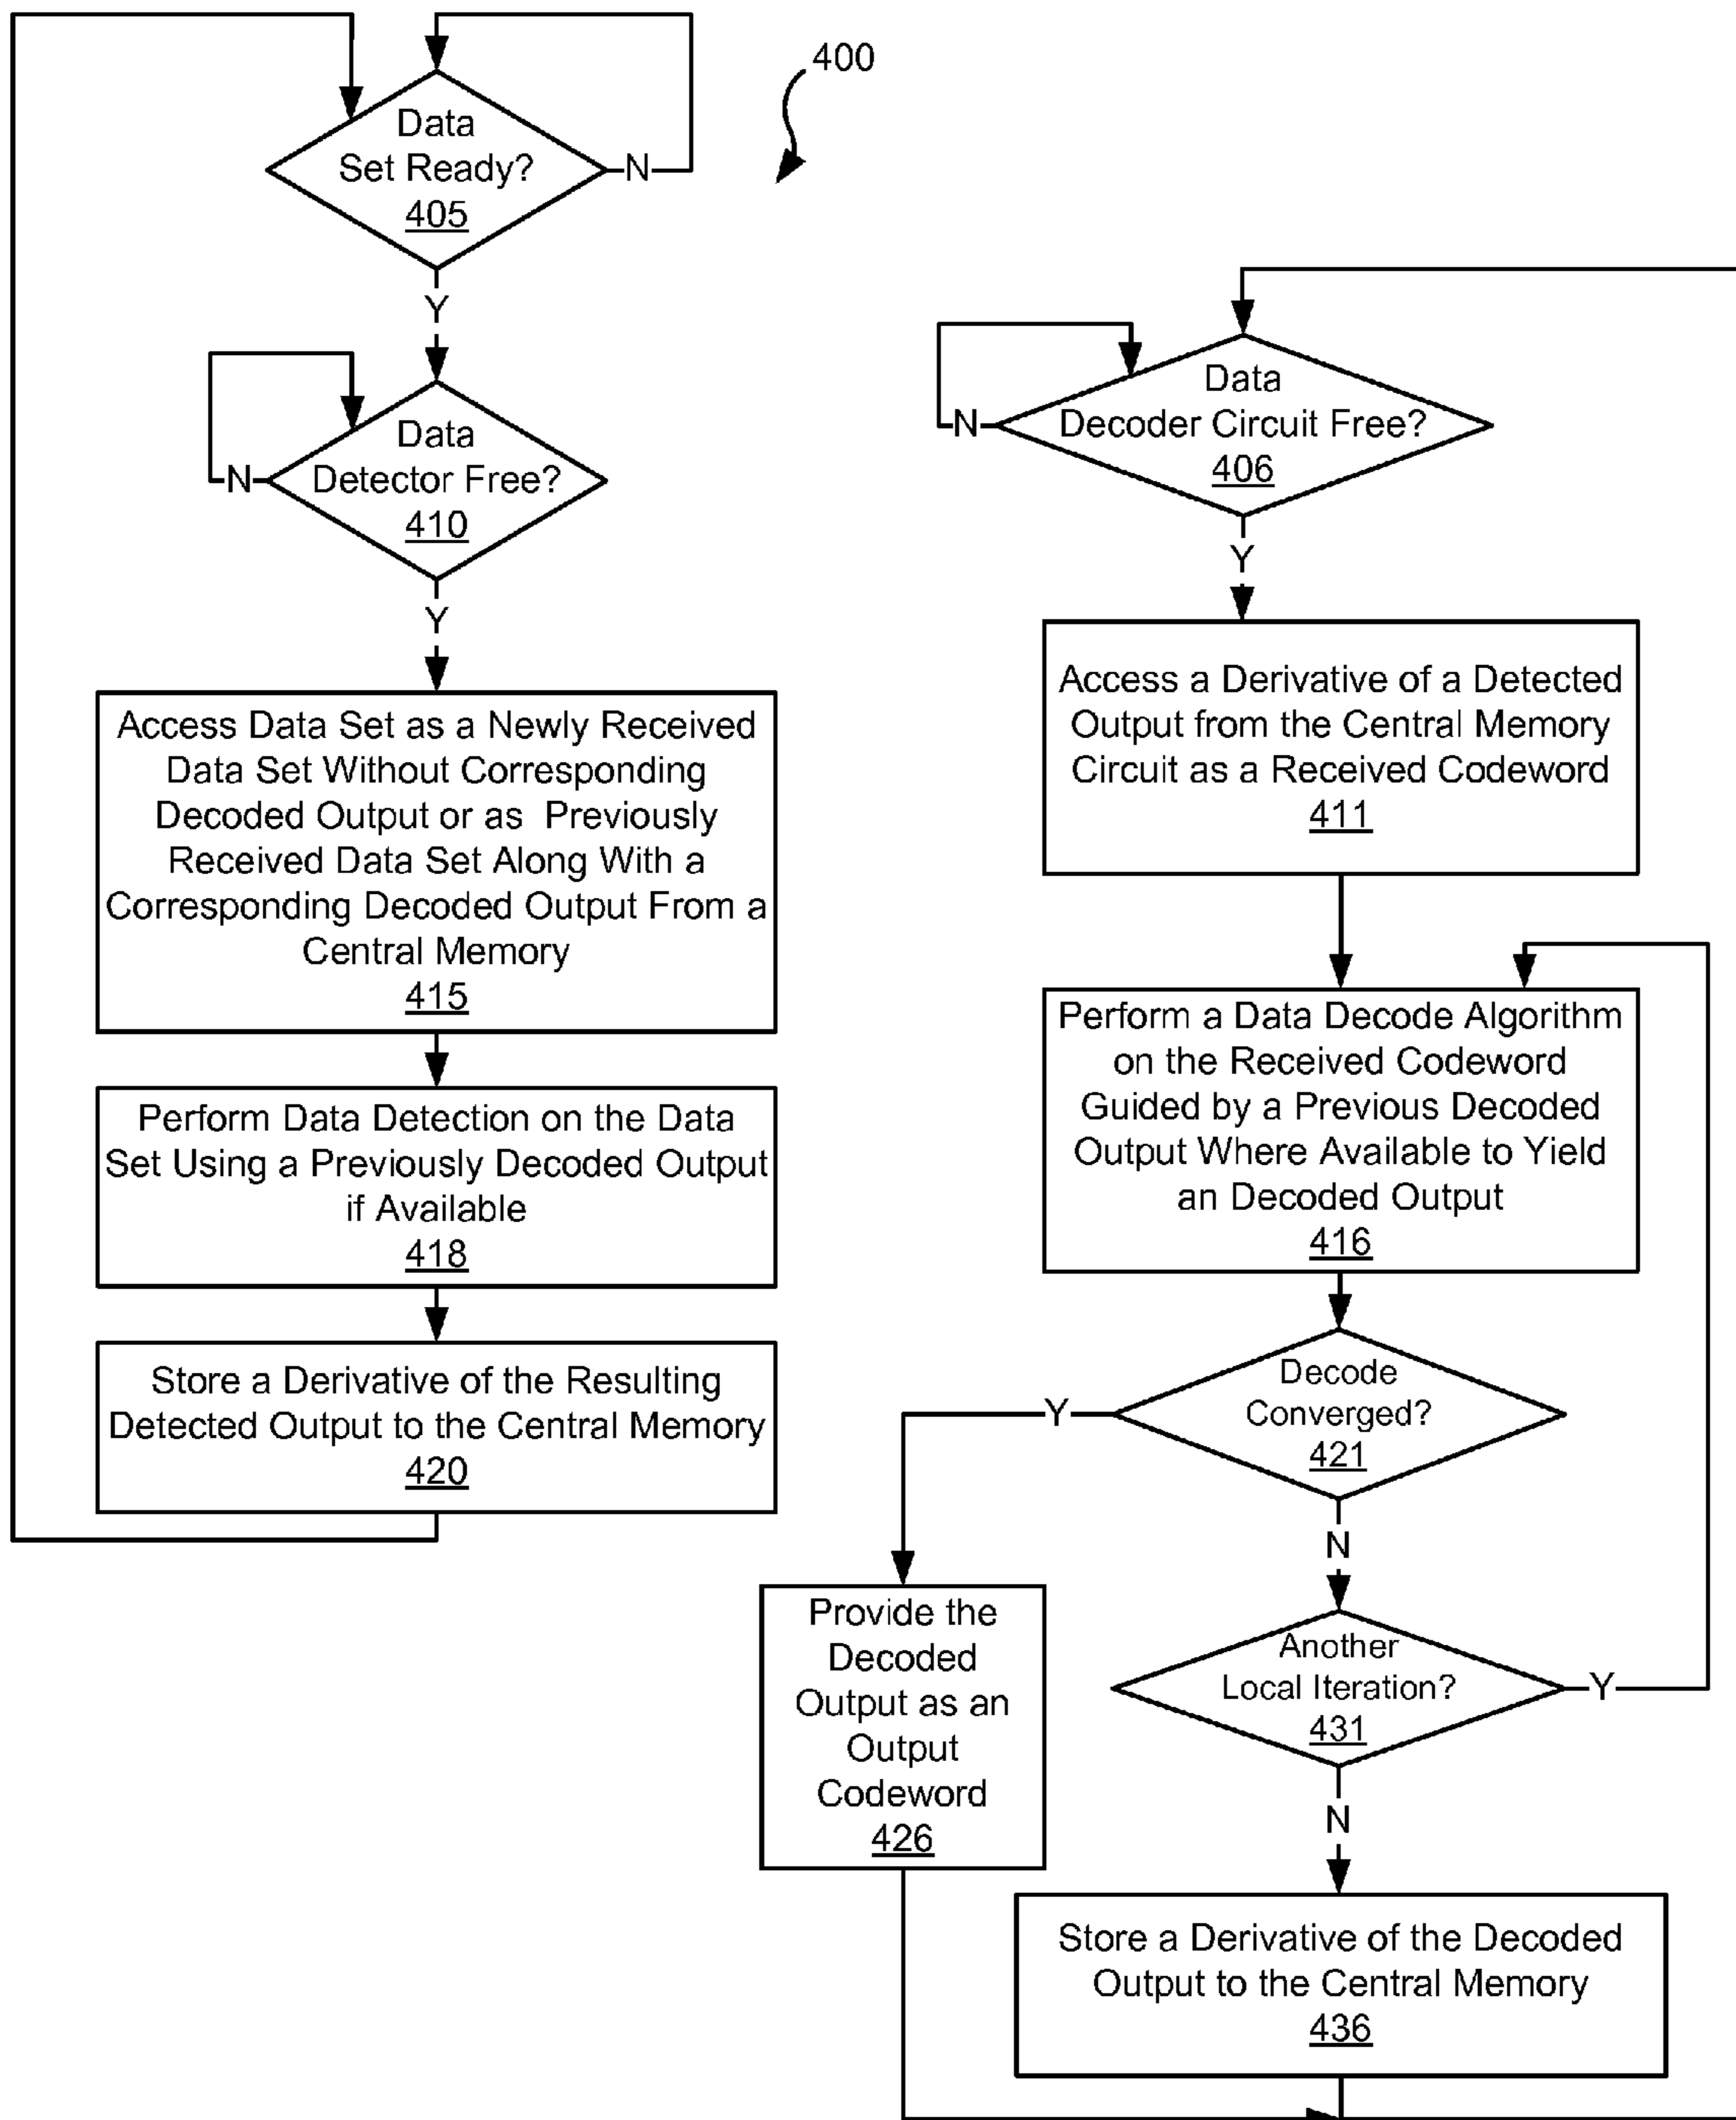 400
Data
Set Ready?
405
N
Y
Data
Detector Free?
410
N
Y
Access Data Set as a Newly Received
Data Set Without Corresponding
Decoded Output or as Previously
Received Data Set Along With a
Corresponding Decoded Output From a
Central Memory
415
Perform Data Detection on the Data
Set Using a Previously Decoded Output
if Available
418
Store a Derivative of the Resulting
Detected Output to the Central Memory
420
Data
Decoder Circuit Free?
406
N
Y
Access a Derivative of a Detected
Output from the Central Memory
Circuit as a Received Codeword
411
Perform a Data Decode Algorithm
on the Received Codeword
Guided by a Previous Decoded
Output Where Available to Yield
an Decoded Output
416
Decode
Converged?
421
Y
N
Provide the
Decoded
Output as an
Output
Codeword
426
Another
Local Iteration?
431
Y
N
Store a Derivative of the Decoded
Output to the Central Memory
436